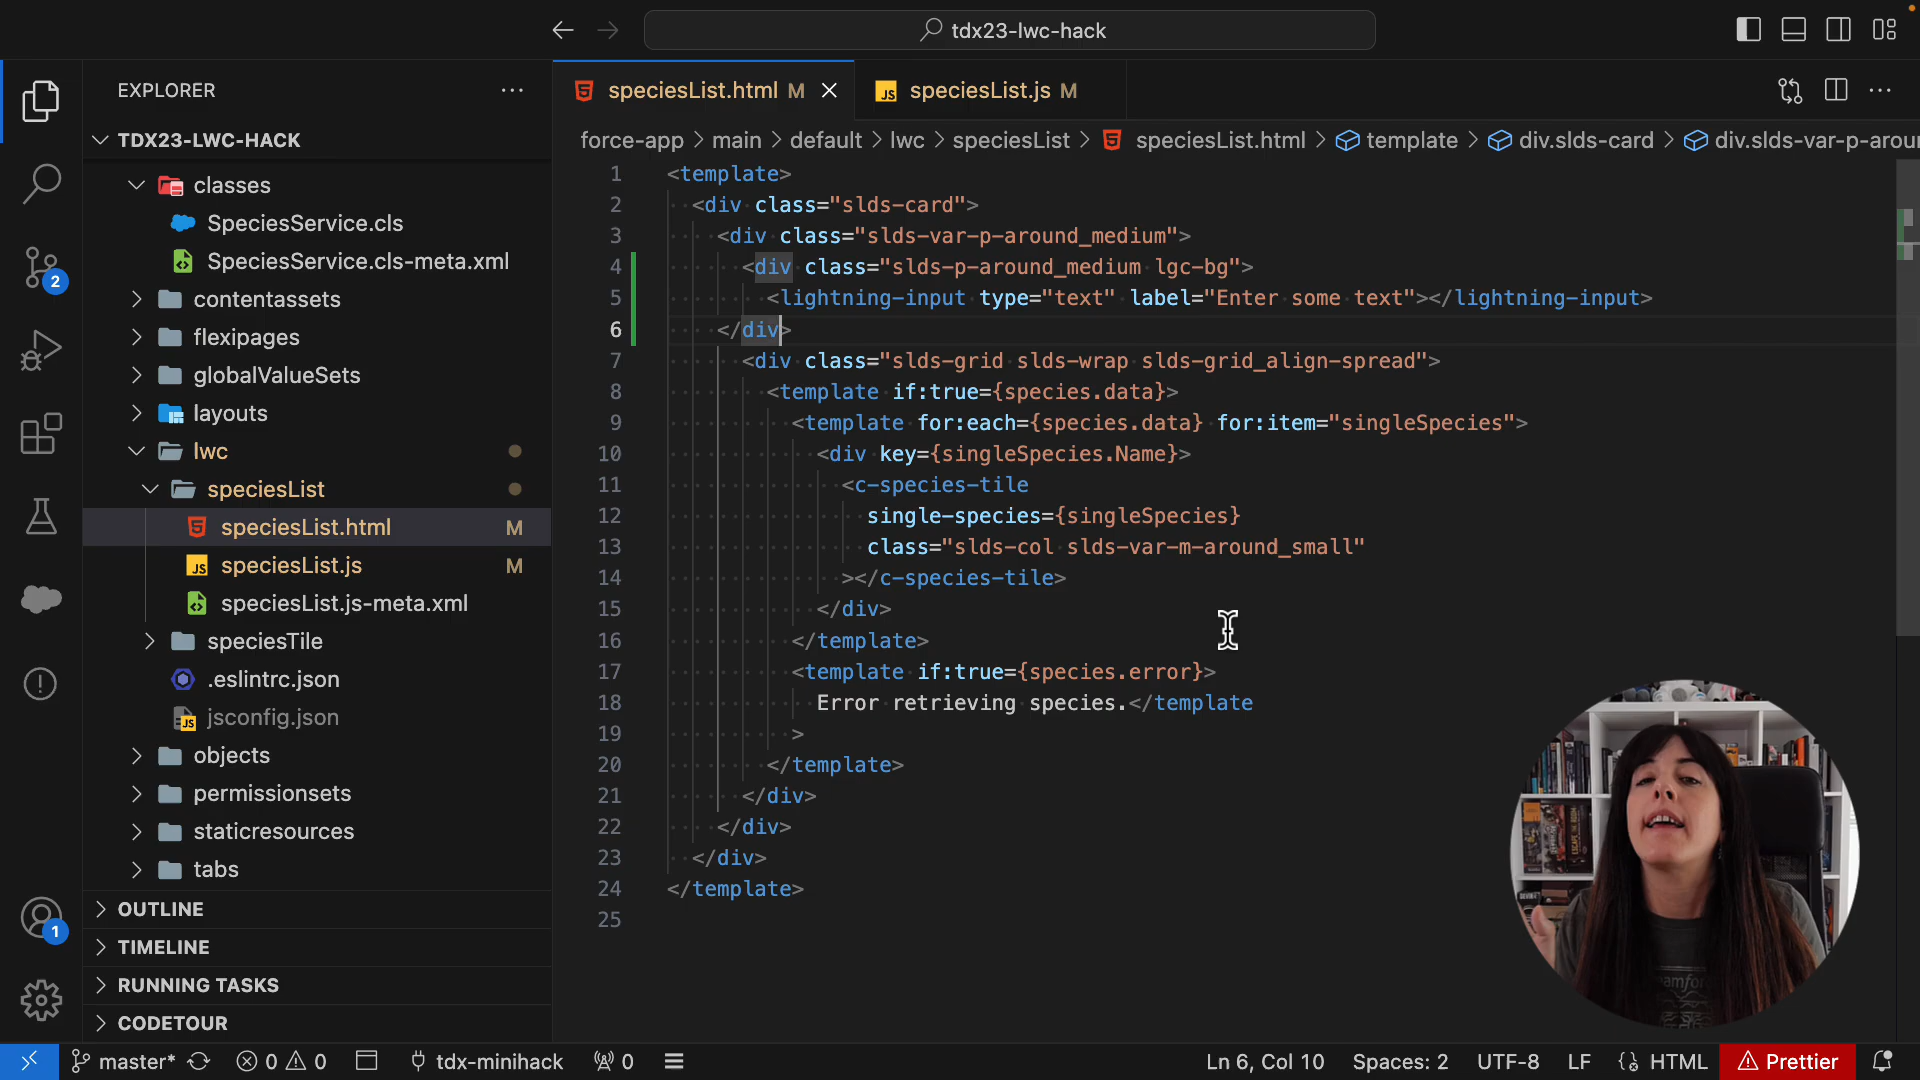 tdx23-lwc-hack
EXPLORER
speciesList.html M
JS speciesList.js M
TDX23-LWC-HACK
force-app > main > default > lwc > speciesList > speciesList.html > template > div.slds-card > div.slds-var-p-arou
classes
SpeciesService.cls
SpeciesService.cls-meta.xml
contentassets
flexipages
globalValueSets
layouts
lwc
speciesList
speciesList.html M
JS speciesList.js M
speciesList.js-meta.xml
speciesTile
.eslintrc.json
JS jsconfig.json
objects
permissionsets
staticresources
tabs
OUTLINE
TIMELINE
RUNNING TASKS
CODETOUR
2
1
1 <template>
2 <div class="slds-card">
3 <div class="slds-var-p-around_medium">
4 <div class="slds-p-around_medium lgc-bg">
5 <lightning-input type="text" label="Enter some text"></lightning-input>
6 </div>
7 <div class="slds-grid slds-wrap slds-grid_align-spread">
8 <template if:true={species.data}>
9 <template for:each={species.data} for:item="singleSpecies">
10 <div key={singleSpecies.Name}>
11 <c-species-tile
12 single-species={singleSpecies}
13 class="slds-col slds-var-m-around_small"
14 ></c-species-tile>
15 </div>
16 </template>
17 <template if:true={species.error}>
18 Error retrieving species.</template
19 >
20 </template>
21 </div>
22 </div>
23 </div>
24 </template>
25
master* 0 0 tdx-minihack 0 Ln 6, Col 10 Spaces: 2 UTF-8 LF HTML Prettier